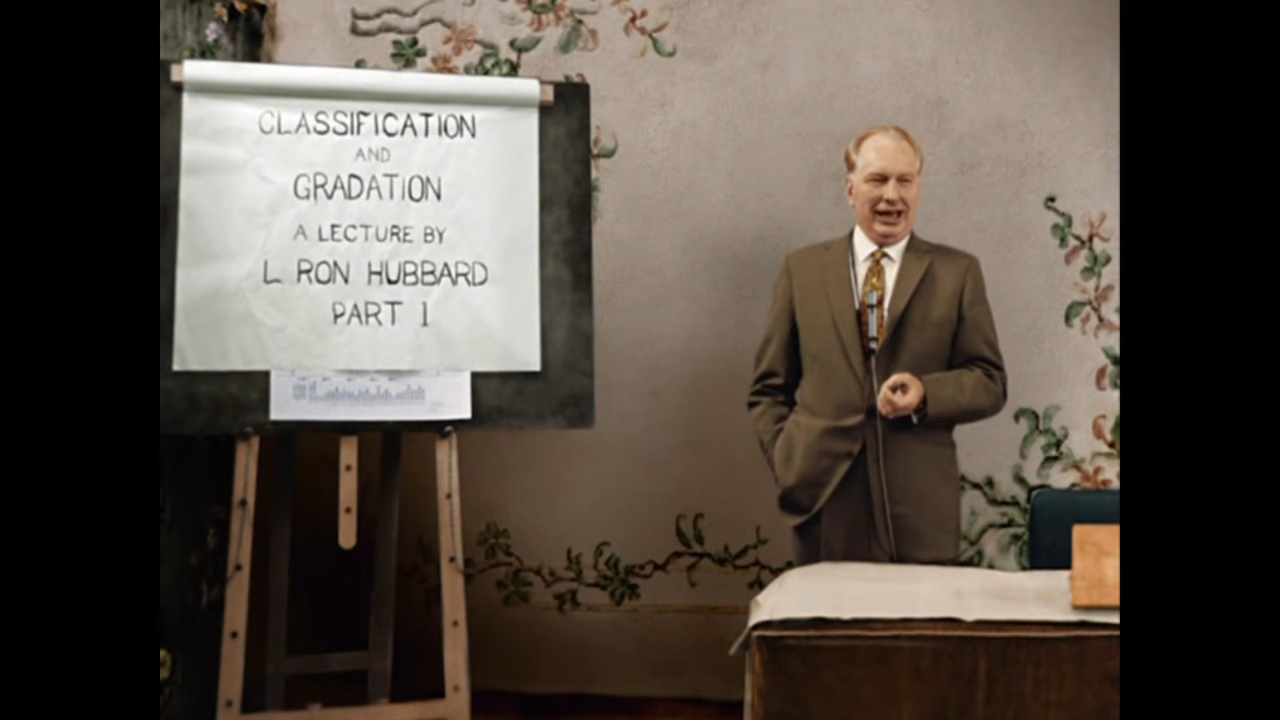 CLASSIFICATION
AND
GRADATION
A LECTURE BY
L. RON HUBBARD
PART 1